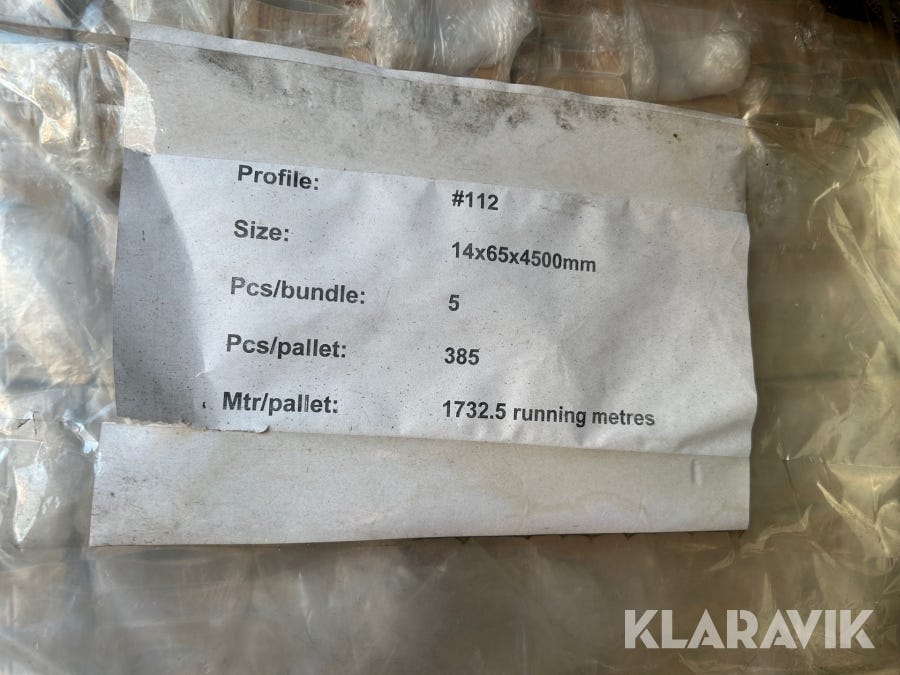 Profile: #112
Size: 14x65x4500mm
Pcs/bundle: 5
Pcs/pallet: 385
Mtr/pallet: 1732.5 running metres
KLARAVIK